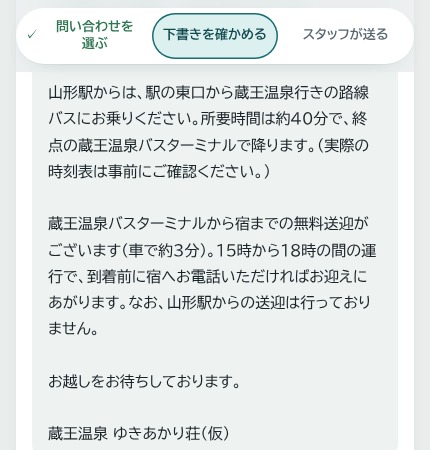 ✓ 問い合わせを
選ぶ
下書きを確かめる
スタッフが送る
山形駅からは、駅の東口から蔵王温泉行きの路線
バスにお乗りください。所要時間は約40分で、終
点の蔵王温泉バスターミナルで降ります。（実際の
時刻表は事前にご確認ください。）
蔵王温泉バスターミナルから宿までの無料送迎が
ございます（車で約3分）。15時から18時の間の運
行で、到着前に宿へお電話いただければお迎えに
あがります。なお、山形駅からの送迎は行っており
ません。
お越しをお待ちしております。
蔵王温泉 ゆきあかり荘（仮）